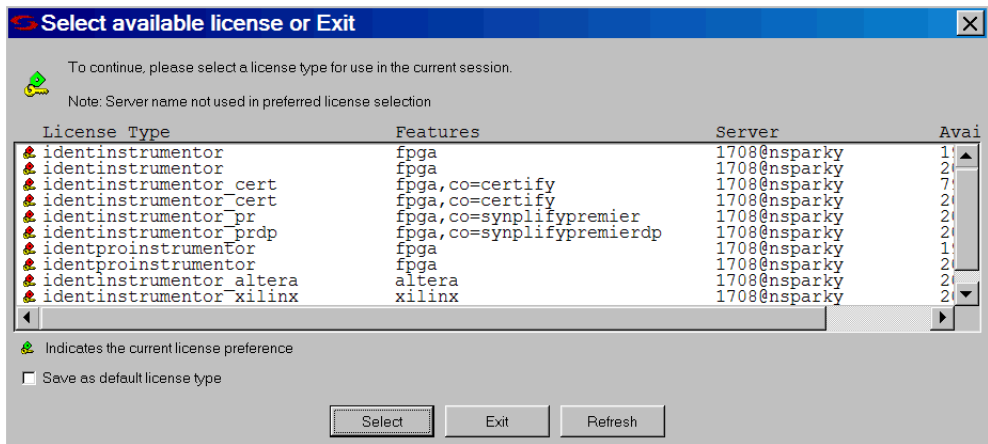 Select available license or Exit
To continue, please select a license type for use in the current session.
Note: Server name not used in preferred license selection
License Type Features Server Avai
identinstrumentor fpga 1708@nsparky
identinstrumentor fpga 1708@nsparky
identinstrumentor_cert fpga,co=certify 1708@nsparky
identinstrumentor_cert fpga,co=certify 1708@nsparky
identinstrumentor_pr fpga,co=synplifypremier 1708@nsparky
identinstrumentor_prdp fpga,co=synplifypremierdp 1708@nsparky
identproinstrumentor fpga 1708@nsparky
identproinstrumentor fpga 1708@nsparky
identinstrumentor_altera altera 1708@nsparky
identinstrumentor_xilinx xilinx 1708@nsparky
Indicates the current license preference
Save as default license type
Select Exit Refresh